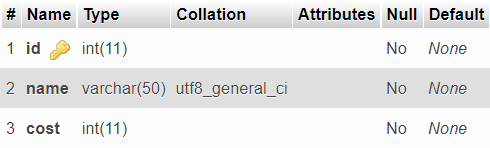 # Name Type Collation Attributes Null Default
1 id int(11) No None
2 name varchar(50) utf8_general_ci No None
3 cost int(11) No None